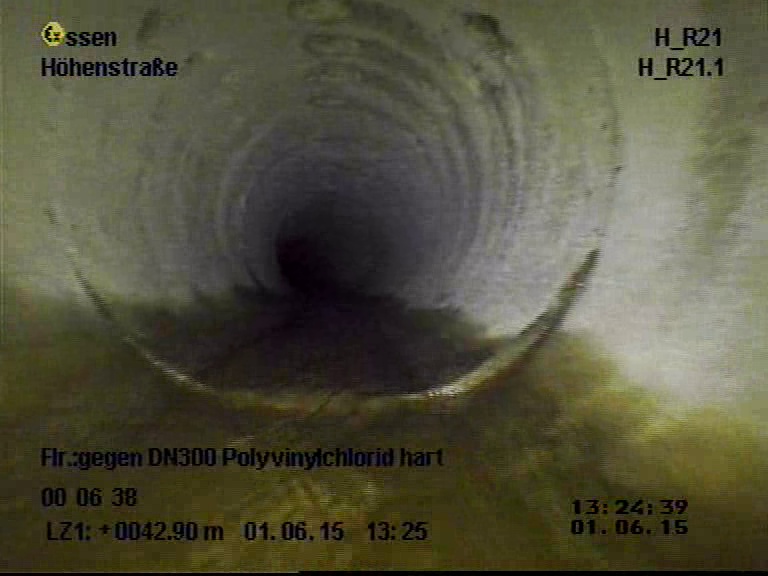 Essen
H_R21
Höhenstraße
H_R21.1
Flr.:gegen DN300 Polyvinylchlorid hart
00 06 38
13:24:39
LZ1: +0042.90 m 01.06.15 13:25
01.06.15